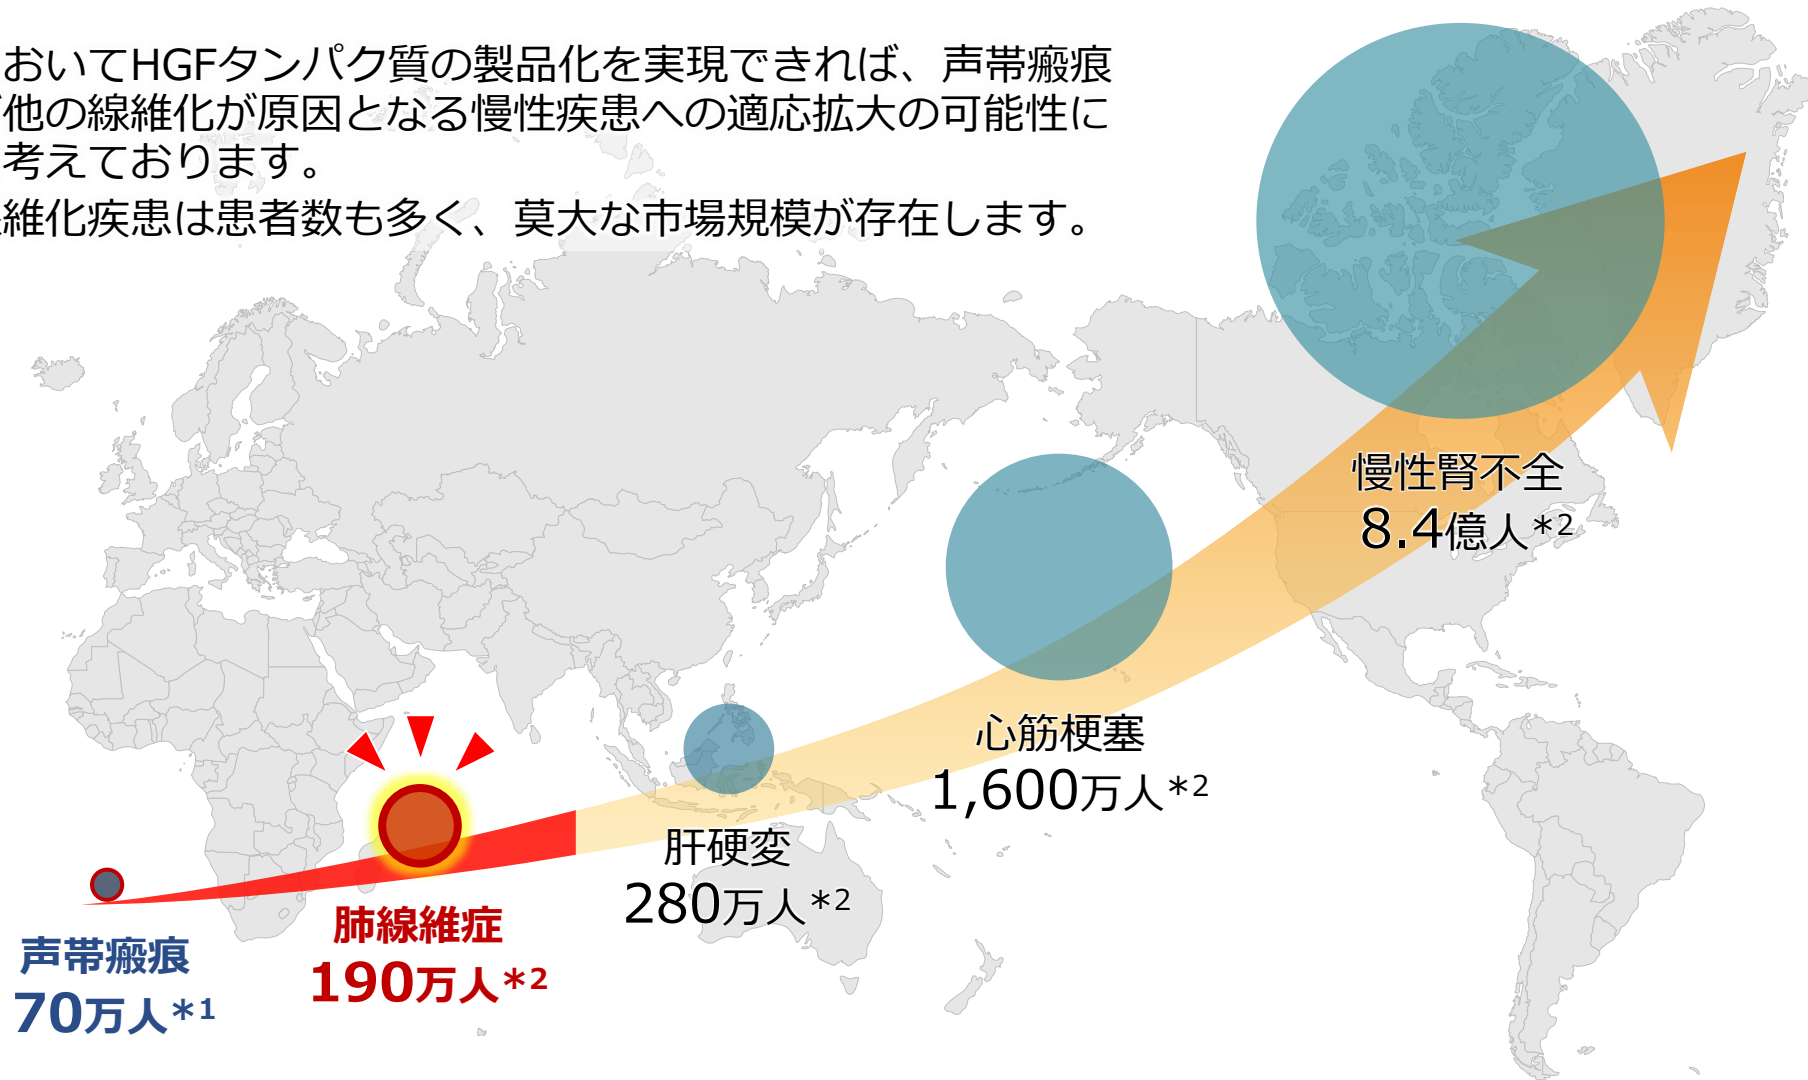 おいてHGFタンパク質の製品化を実現できれば、声帯瘢痕
他の線維化が原因となる慢性疾患への適応拡大の可能性に
考えております。
維化疾患は患者数も多く、莫大な市場規模が存在します。
慢性腎不全
8.4億人*2
心筋梗塞
1,600万人*2
肝硬変
280万人*2
肺線維症
190万人*2
声帯瘢痕
70万人*1